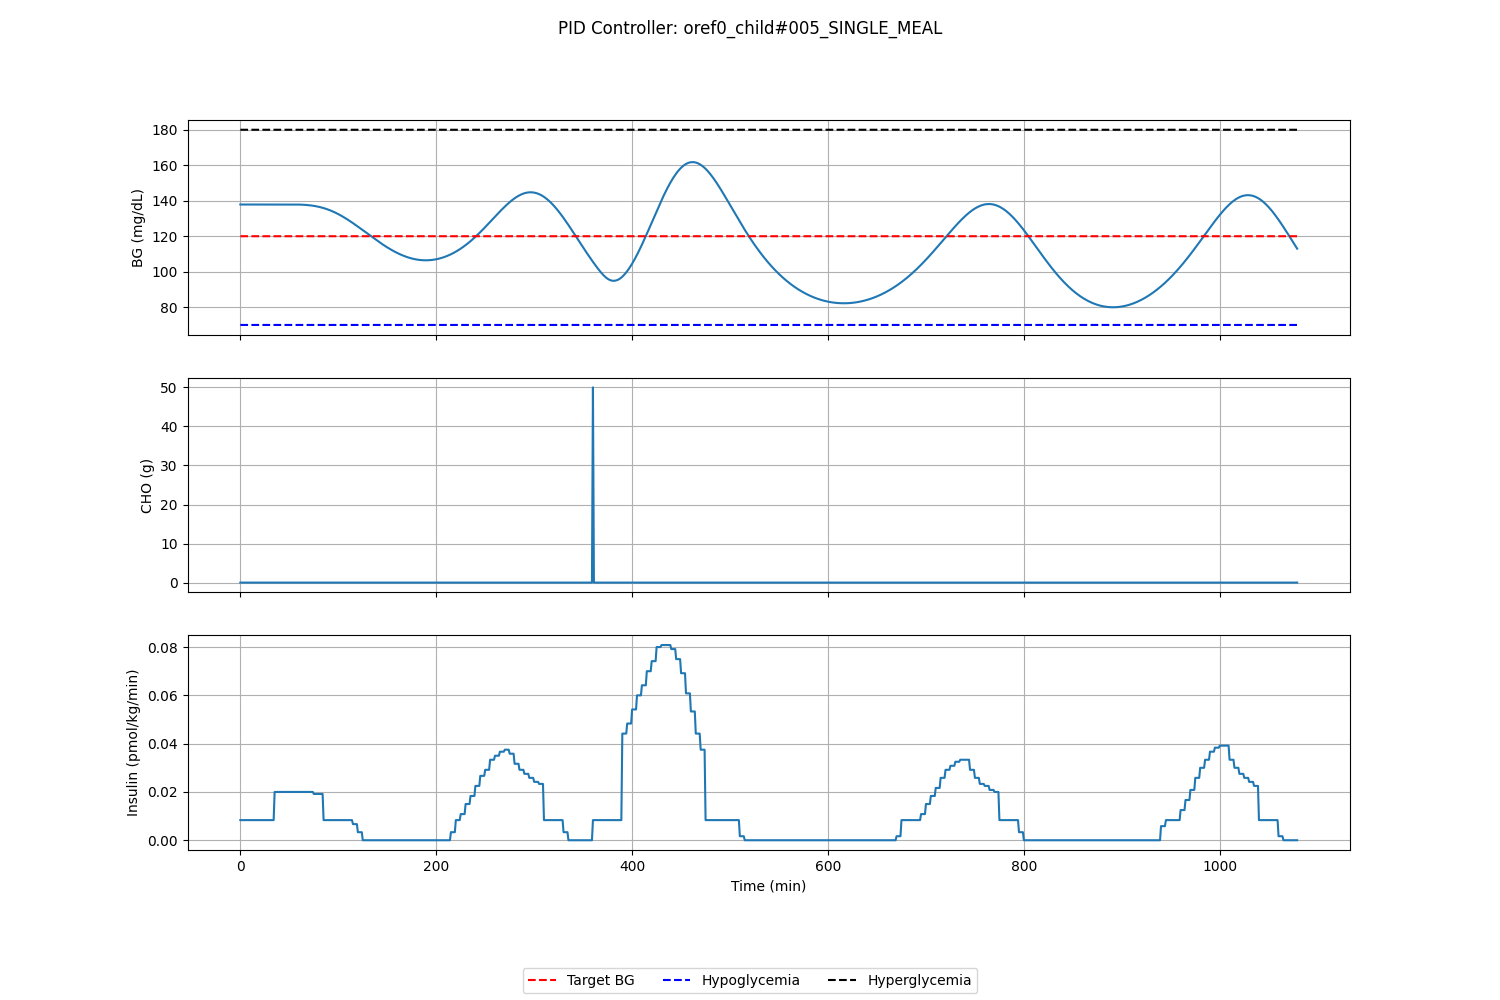 PID Controller: oref0_child#005_SINGLE_MEAL
BG (mg/dL)
180
160
140
120
100
80
CHO (g)
50
40
30
20
10
0
Insulin (pmol/kg/min)
0.08
0.06
0.04
0.02
0.00
0 200 400 600 800 1000
Time (min)
Target BG Hypoglycemia Hyperglycemia